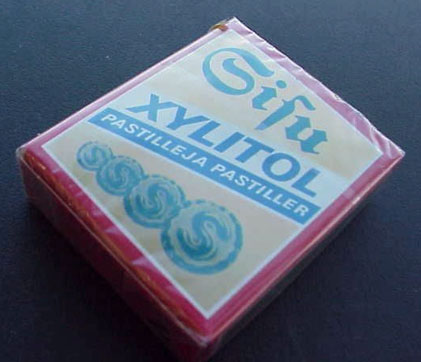 Sisu
XYLITOL
PASTILLEJA PASTILLER
S S S S